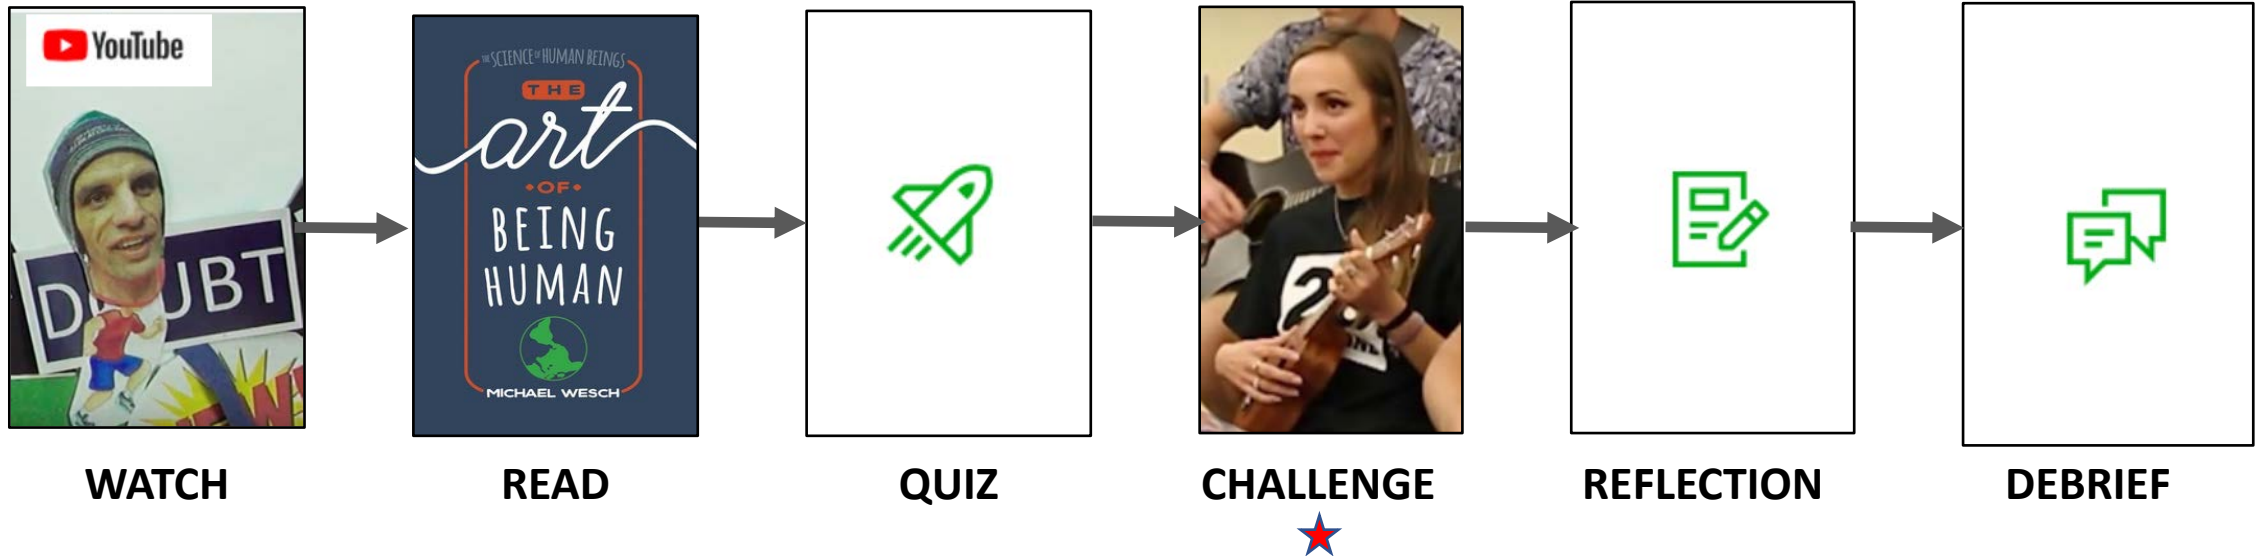 YouTube
DOUBT
THE SCIENCE OF HUMAN BEINGS
THE
art
•OF•
BEING
HUMAN
MICHAEL WESCH
WATCH
READ
QUIZ
CHALLENGE
REFLECTION
DEBRIEF